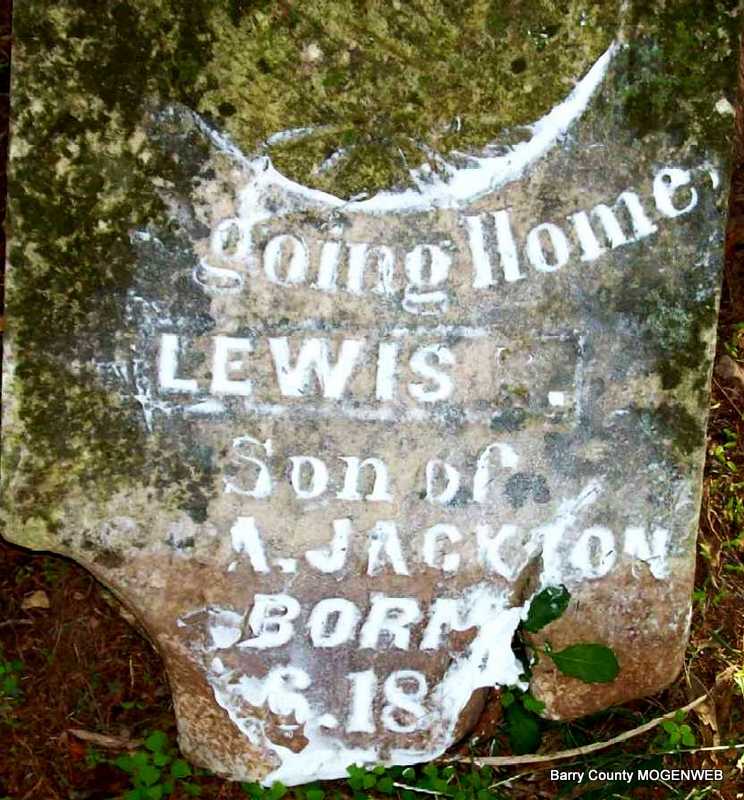 going Home,
LEWIS
Son of
A. JACKSON
BORN
6. 18
Barry County MOGENWEB